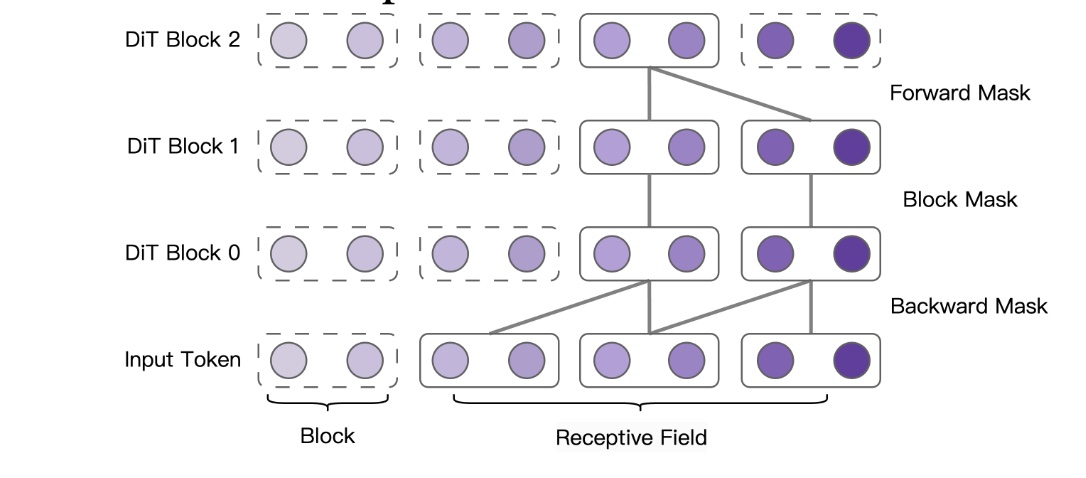 DiT Block 2
Forward Mask
DiT Block 1
Block Mask
DiT Block 0
Backward Mask
Input Token
Block
Receptive Field